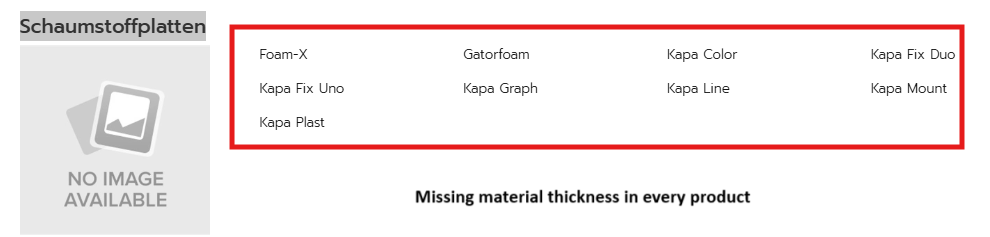 Schaumstoffplatten
Foam-X Gatorfoam Kapa Color Kapa Fix Duo
Kapa Fix Uno Kapa Graph Kapa Line Kapa Mount
Kapa Plast
NO IMAGE
AVAILABLE
Missing material thickness in every product